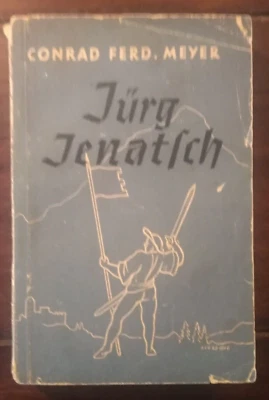 CONRAD FERD. MEYER
Jürg
Jenatſch